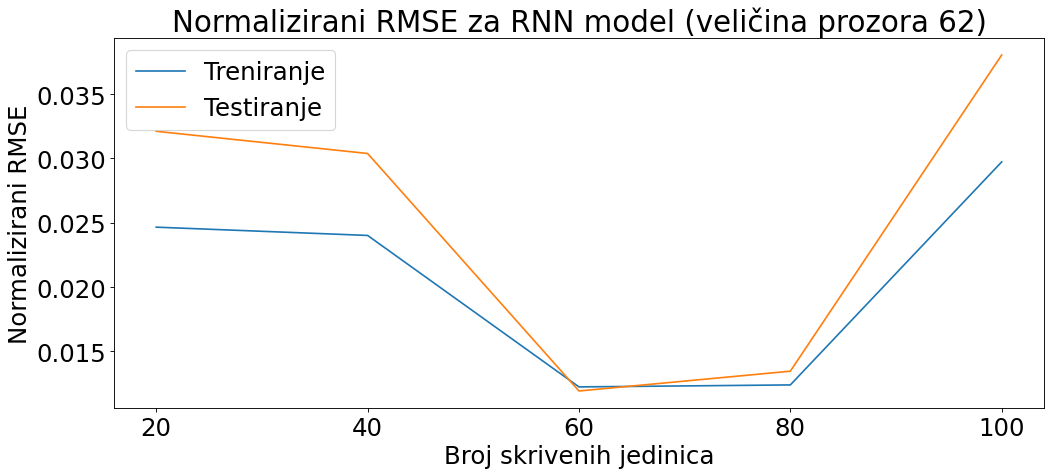 Normalizirani RMSE za RNN model (veličina prozora 62)
Treniranje
Testiranje
Normalizirani RMSE
0.035
0.030
0.025
0.020
0.015
20 40 60 80 100
Broj skrivenih jedinica